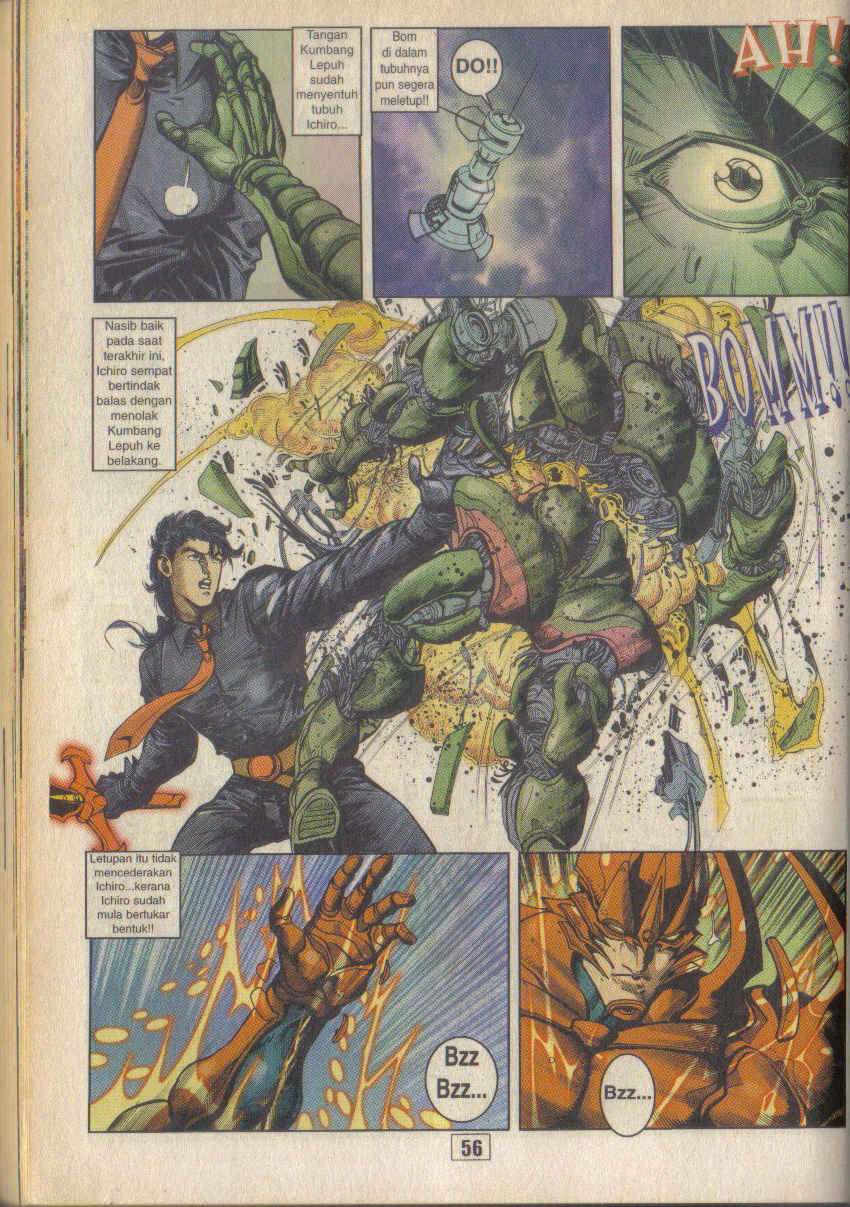 Tangan
Kumbang
Lepuh
sudah
menyentuh
tubuh
Ichiro...
Bom
di dalam
tubuhnya
pun segera
meletup!!
DO!!
AH!
Nasib baik
pada saat
terakhir ini,
Ichiro sempat
bertindak
balas dengan
menolak
Kumbang
Lepuh ke
belakang.
BOMM!!
Letupan itu tidak
mencederakan
Ichiro...kerana
Ichiro sudah
mula bertukar
bentuk!!
Bzz
Bzz...
Bzz...
56